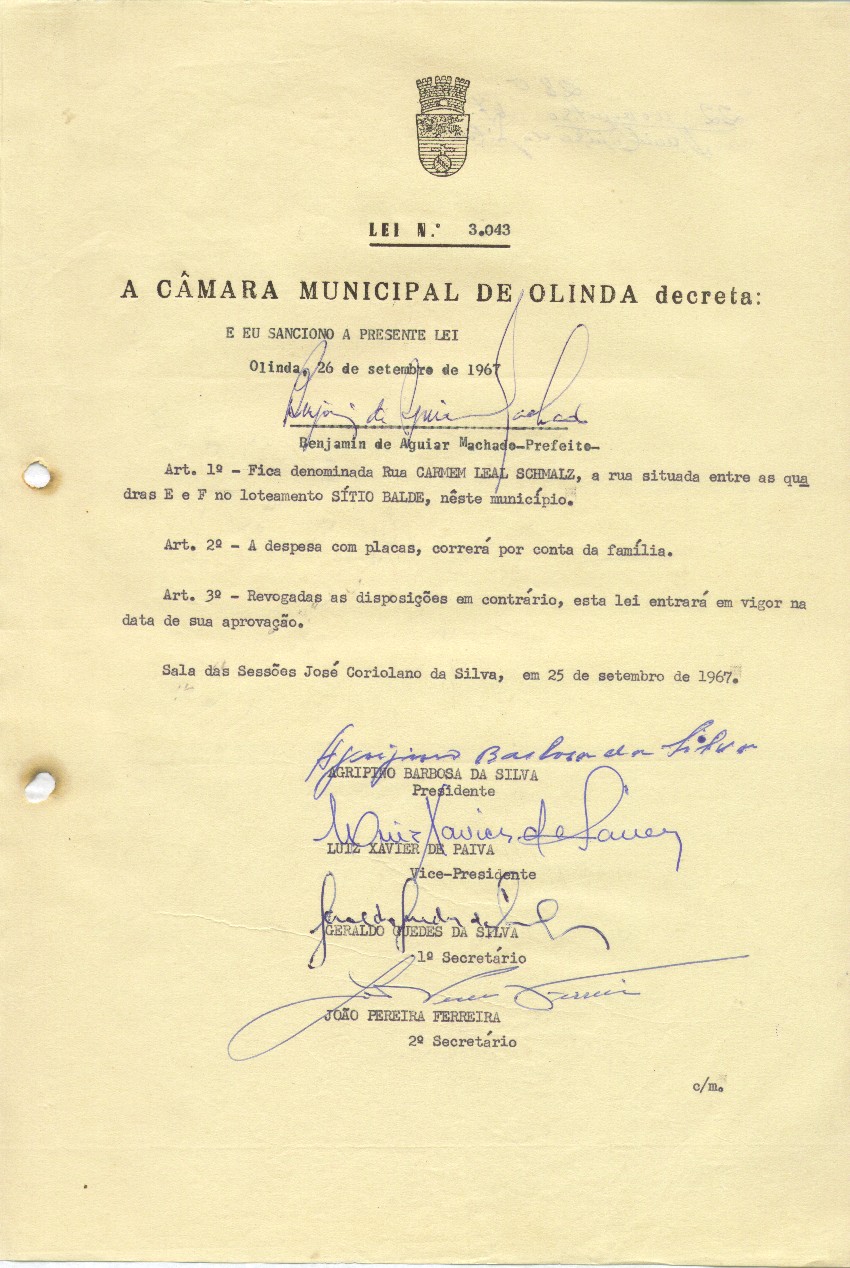 LEI N.º 3.043
A CÂMARA MUNICIPAL DE OLINDA decreta:
E EU SANCIONO A PRESENTE LEI
Olinda, 26 de setembro de 1967
Benjamin de Aguiar Machado
Benjamin de Aguiar Machado-Prefeito-
Art. 1º - Fica denominada Rua CARMEM LEAL SCHMALZ, a rua situada entre as qua
dras E e F no loteamento SÍTIO BALDE, nêste município.
Art. 2º - A despesa com placas, correrá por conta da família.
Art. 3º - Revogadas as disposições em contrário, esta lei entrará em vigor na
data de sua aprovação.
Sala das Sessões José Coriolano da Silva, em 25 de setembro de 1967.
Agripino Barbosa da Silva
AGRIPINO BARBOSA DA SILVA
Presidente
Luiz Xavier de Paiva
LUIZ XAVIER DE PAIVA
Vice-Presidente
Geraldo Guedes da Silva
GERALDO GUEDES DA SILVA
1º Secretário
João Pereira Ferreira
JOÃO PEREIRA FERREIRA
2º Secretário
c/m.